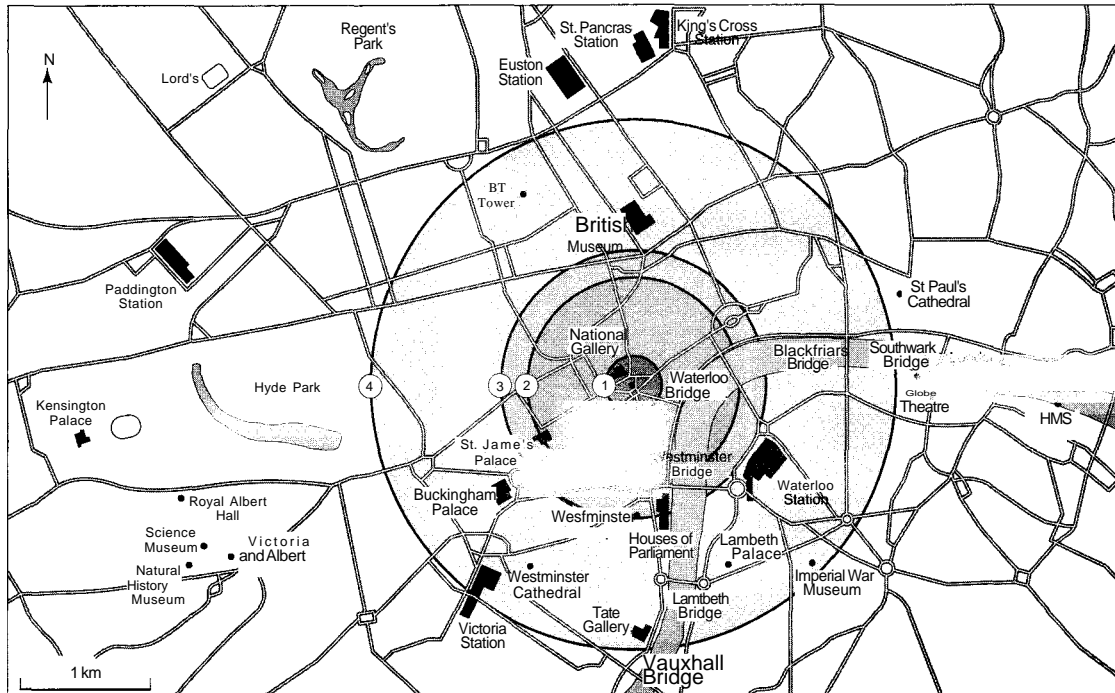 Regent's
Park
St. Pancras
Station
King's Cross
Station
N
Lord's
Euston
Station
BT
Tower
British
Museum
Paddington
Station
St Paul's
Cathedral
National
Gallery
Blackfriars
Bridge
Southwark
Bridge
Hyde Park
4
3
2
1
Waterloo
Bridge
Kensington
Palace
Globe
Theatre
HMS
St. Jame's
Palace
stminster
Bridge
Buckingham
Palace
Waterloo
Station
Royal Albert
Hall
Wesfminster
Houses of
Parliament
Lambeth
Palace
Science
Museum
Victoria
and Albert
Natural
History
Museum
Westminster
Cathedral
Imperial War
Museum
Lamtbeth
Bridge
Tate
Gallery
Victoria
Station
Vauxhall
Bridge
1 km